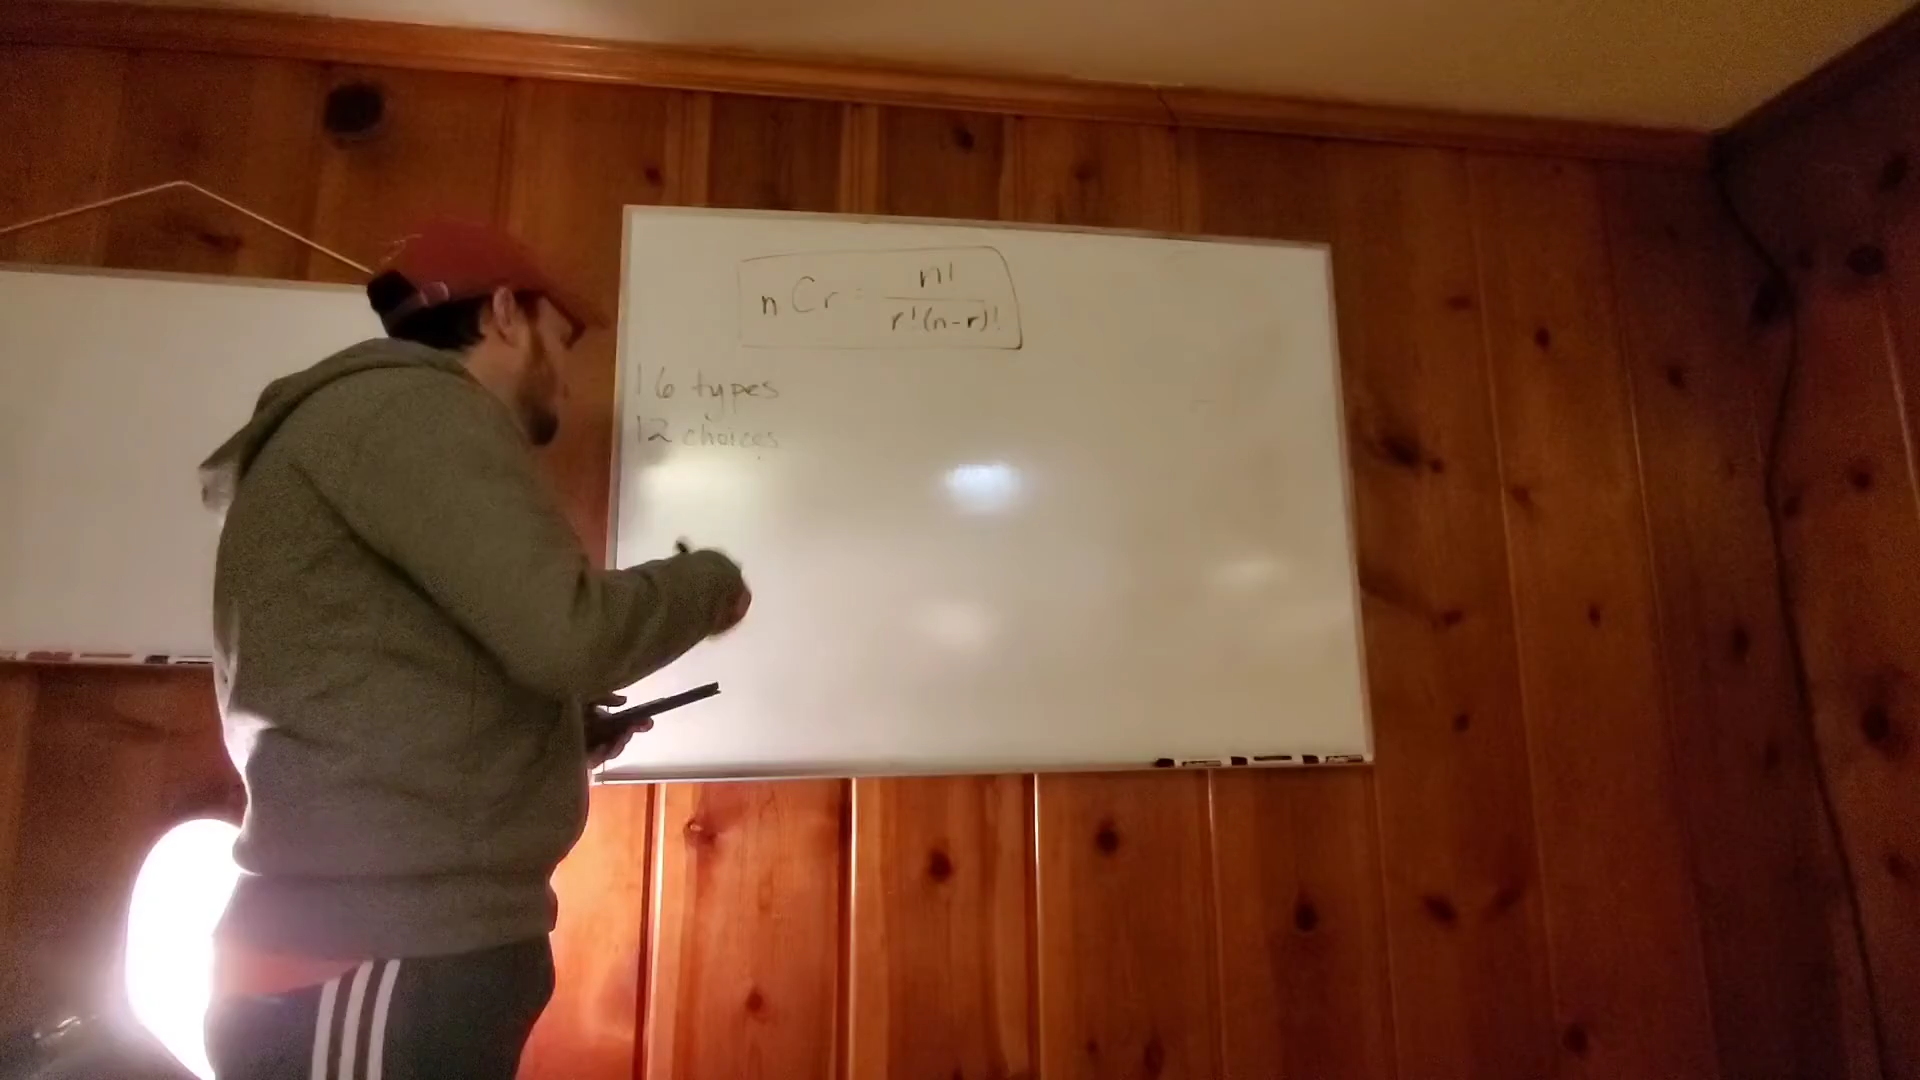 nCr = n!/r!(n-r)!
16 types
12 choices